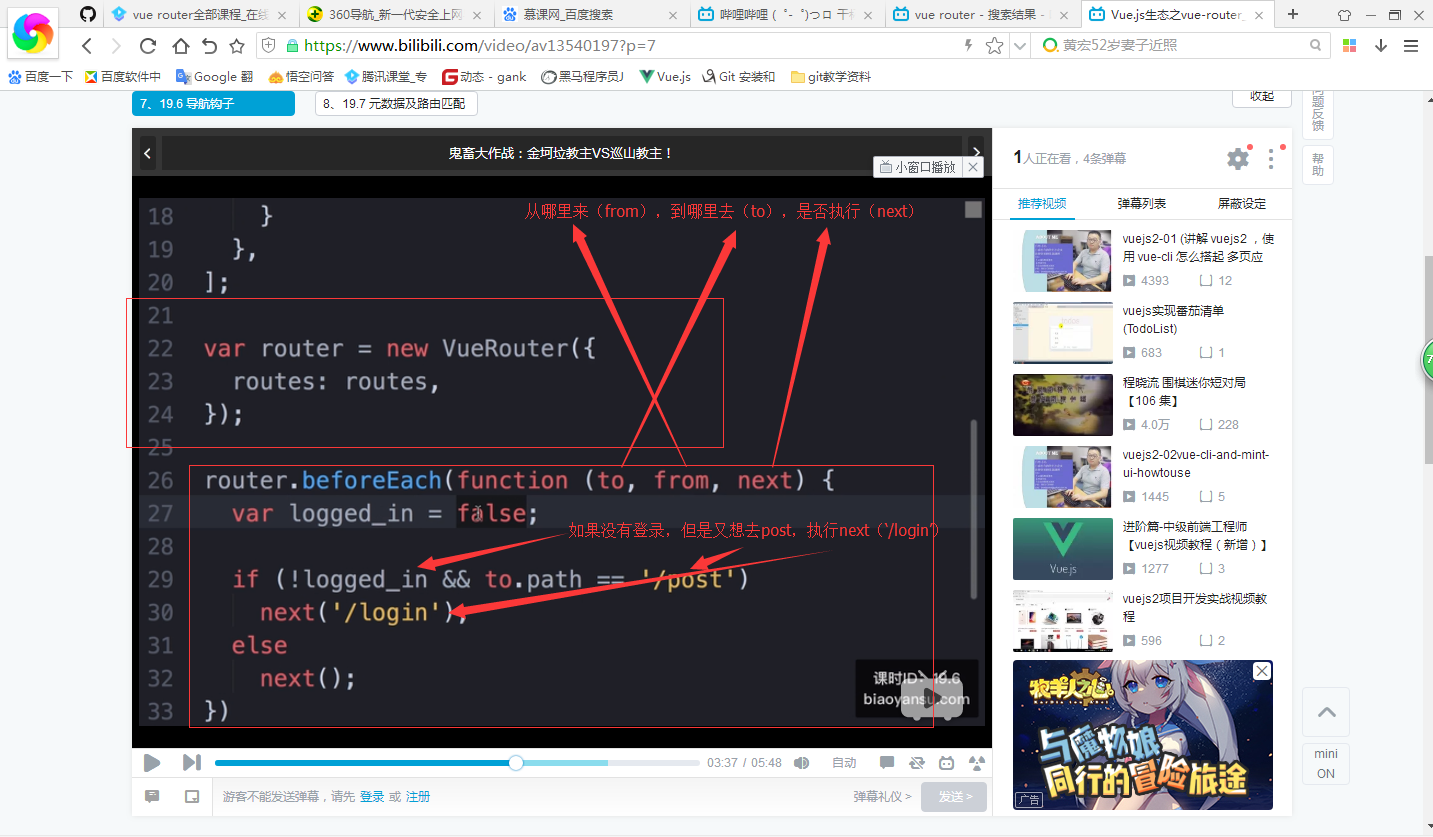 vue router全部课程_在线
360导航_新一代安全上网
慕课网_百度搜索
哔哩哔哩 ( ゜- ゜)つロ 干杯
vue router - 搜索结果 -
Vue.js生态之vue-router_
https://www.bilibili.com/video/av13540197?p=7
黄宏52岁妻子近照
百度一下
百度软件中
Google 翻
悟空问答
腾讯课堂_专
动态 - gank
黑马程序员J
Vue.js
Git 安装和
git教学资料
7、19.6 导航钩子
8、19.7 元数据及路由匹配
收起
问题反馈
帮助
鬼畜大作战：金坷垃教主VS巡山教主！
小窗口播放
从哪里来（from），到哪里去（to），是否执行（next）
18 }
19 },
20 ];
21
22 var router = new VueRouter({
23 routes: routes,
24 });
25
26 router.beforeEach(function (to, from, next) {
27 var logged_in = false;
如果没有登录，但是又想去post，执行next（'/login'）
28
29 if (!logged_in && to.path == '/post')
30 next('/login');
31 else
32 next();
33 })
课时ID：19.6
biaoyansu.com
03:37 / 05:48
自动
游客不能发送弹幕，请先 登录 或 注册
弹幕礼仪 >
发送 >
1人正在看，4条弹幕
推荐视频
弹幕列表
屏蔽设定
vuejs2-01 (讲解 vuejs2 ，使
用 vue-cli 怎么搭起 多页应
4393
12
vuejs实现番茄清单
(TodoList)
683
1
程晓流 围棋迷你短对局
【106 集】
4.0万
228
vuejs2-02vue-cli-and-mint-
ui-howtouse
1445
5
进阶篇-中级前端工程师
【vuejs视频教程（新增）】
Vue.js
1277
3
vuejs2项目开发实战视频教
程
596
2
牧羊人之心
与魔物娘
同行的冒险旅途
广告
mini
ON
7